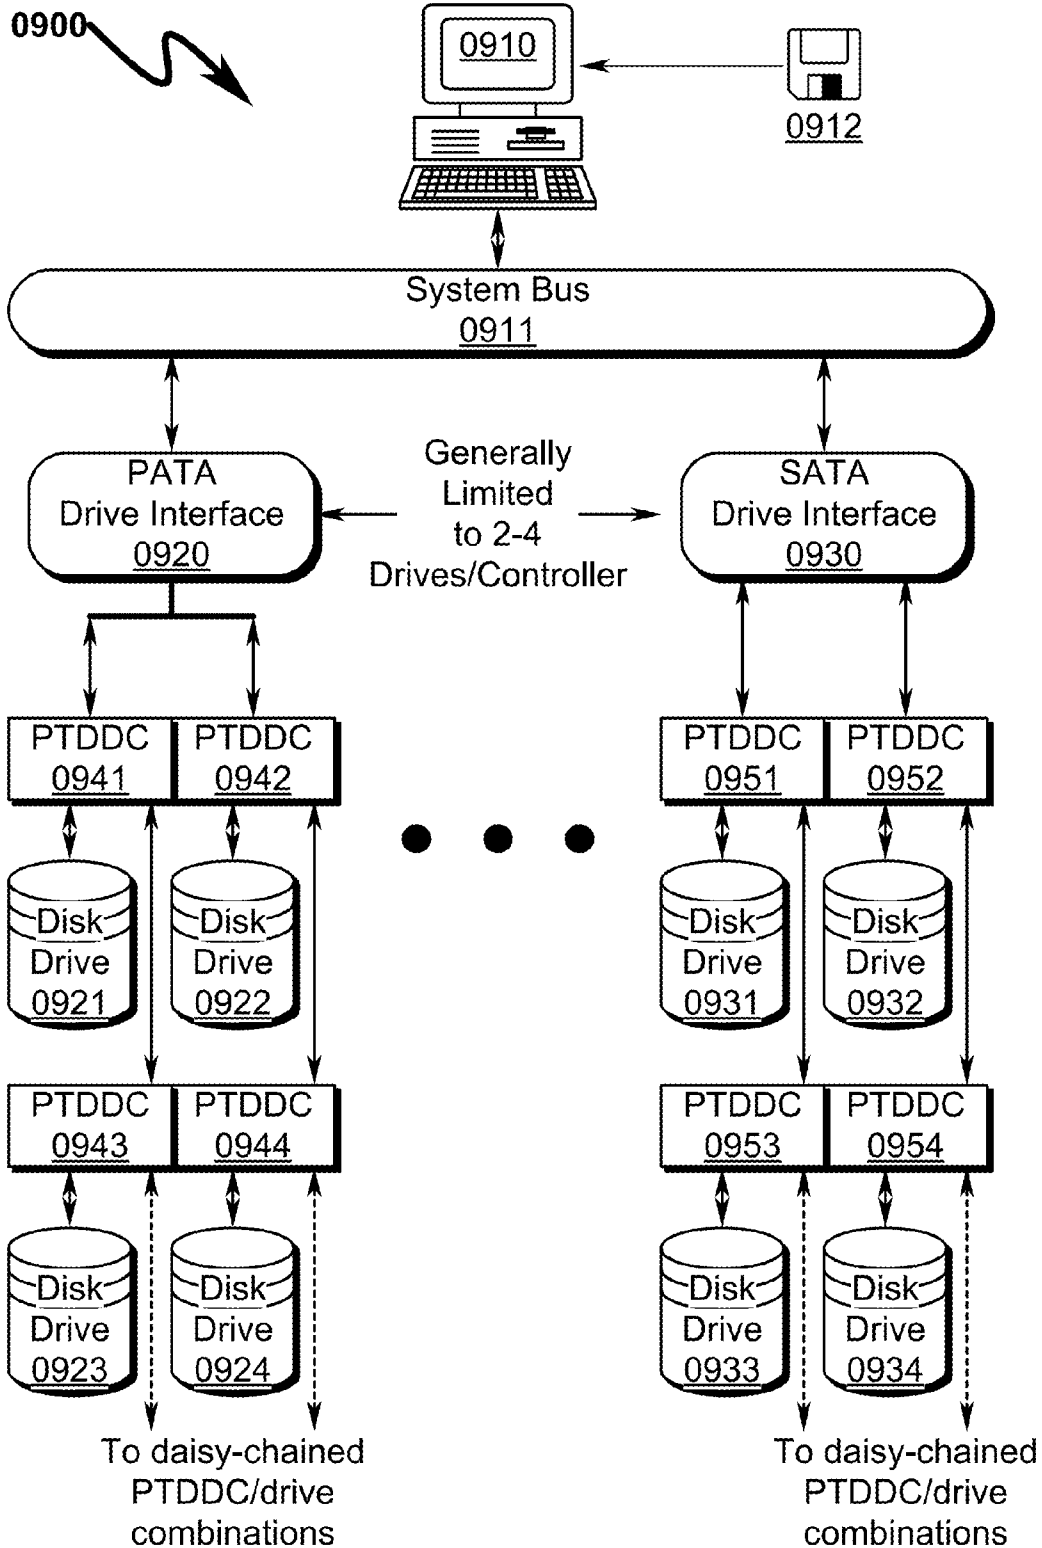 0900
0910
0912
System Bus
0911
PATA
Drive Interface
0920
Generally
Limited
to 2-4
Drives/Controller
SATA
Drive Interface
0930
PTDDC
0941
PTDDC
0942
PTDDC
0951
PTDDC
0952
Disk
Drive
0921
Disk
Drive
0922
Disk
Drive
0931
Disk
Drive
0932
PTDDC
0943
PTDDC
0944
PTDDC
0953
PTDDC
0954
Disk
Drive
0923
Disk
Drive
0924
Disk
Drive
0933
Disk
Drive
0934
To daisy-chained
PTDDC/drive
combinations
To daisy-chained
PTDDC/drive
combinations